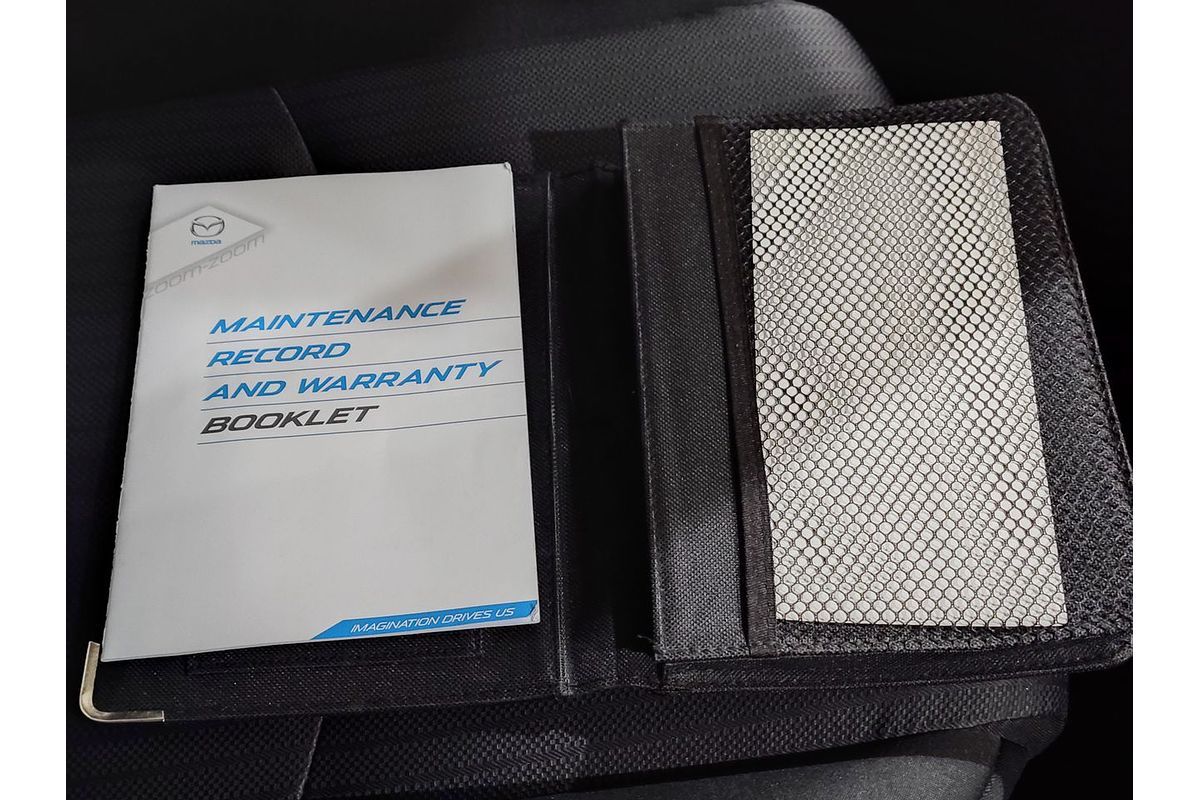 mazda
zoom-zoom
MAINTENANCE
RECORD
AND WARRANTY
BOOKLET
IMAGINATION DRIVES US